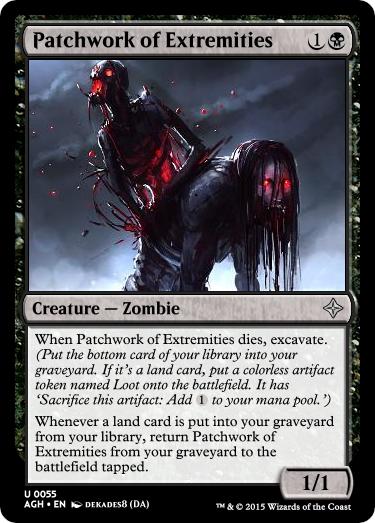 Patchwork of Extremities 1
Creature — Zombie
When Patchwork of Extremities dies, excavate.
(Put the bottom card of your library into your
graveyard. If it's a land card, put a colorless artifact
token named Loot onto the battlefield. It has
‘Sacrifice this artifact: Add 1 to your mana pool.’)
Whenever a land card is put into your graveyard
from your library, return Patchwork of
Extremities from your graveyard to the
battlefield tapped.
1/1
U 0055
AGH • EN DEKADES8 (DA)
™ & © 2015 Wizards of the Coast